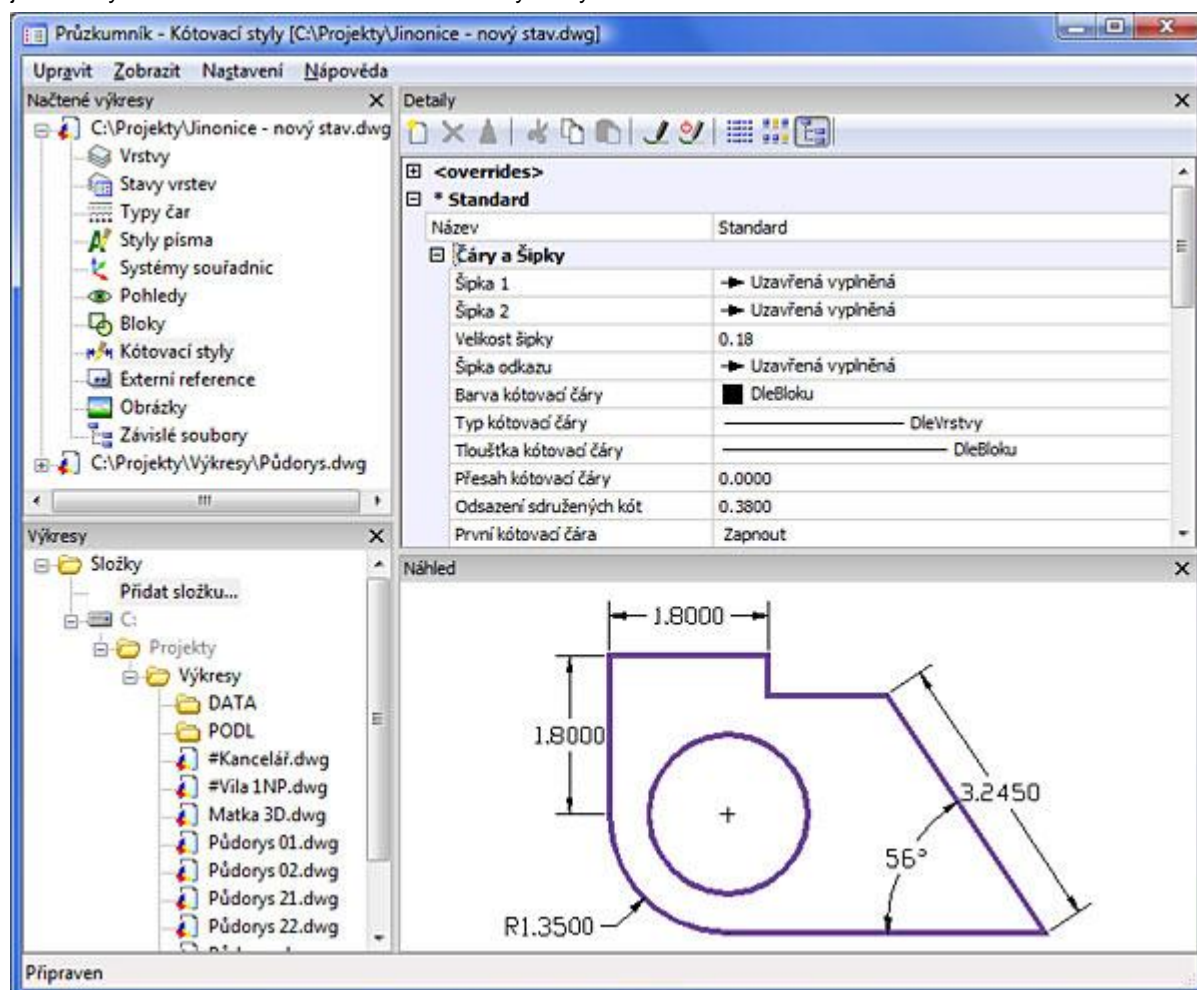 Průzkumník - Kótovací styly [C:\Projekty\Jinonice - nový stav.dwg]
Upravit Zobrazit Nastavení Nápověda
Načtené výkresy
C:\Projekty\Jinonice - nový stav.dwg
Vrstvy
Stavy vrstev
Typy čar
Styly písma
Systémy souřadnic
Pohledy
Bloky
Kótovací styly
Externí reference
Obrázky
Závislé soubory
C:\Projekty\Výkresy\Půdorys.dwg
Výkresy
Složky
Přidat složku...
C:
Projekty
Výkresy
DATA
PODL
#Kancelář.dwg
#Vila 1NP.dwg
Matka 3D.dwg
Půdorys 01.dwg
Půdorys 02.dwg
Půdorys 21.dwg
Půdorys 22.dwg
Detaily
<overrides>
* Standard
Název Standard
Čáry a Šipky
Šipka 1 Uzavřená vyplněná
Šipka 2 Uzavřená vyplněná
Velikost šipky 0.18
Šipka odkazu Uzavřená vyplněná
Barva kótovací čáry DleBloku
Typ kótovací čáry DleVrstvy
Tloušťka kótovací čáry DleBloku
Přesah kótovací čáry 0.0000
Odsazení sdružených kót 0.3800
První kótovací čára Zapnout
Náhled
1.8000
1.8000
3.2450
56°
R1.3500
Připraven